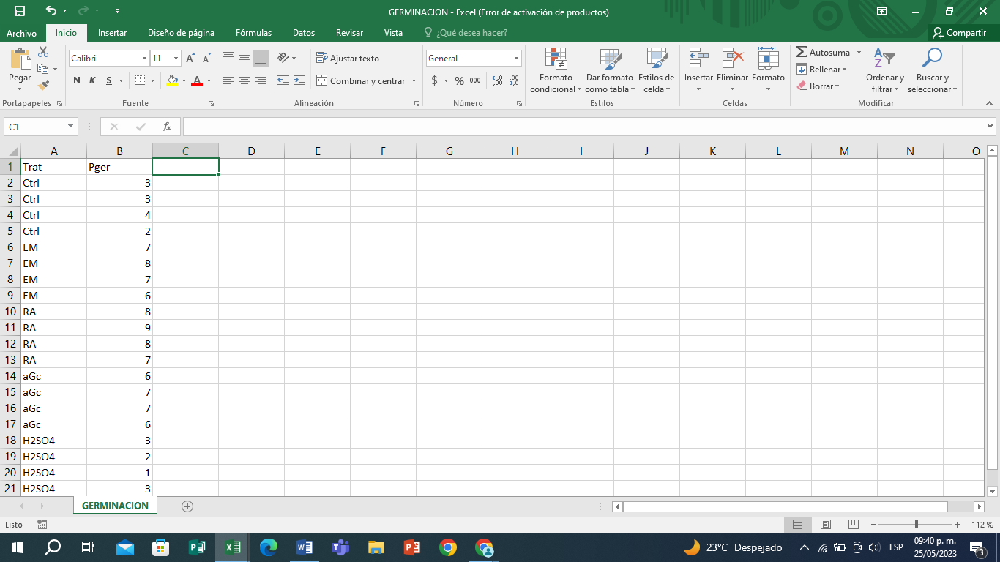 GERMINACION - Excel (Error de activación de productos)
Archivo Inicio Insertar Diseño de página Fórmulas Datos Revisar Vista ¿Qué desea hacer? Compartir
Pegar
Portapapeles
Calibri 11
N K S
Fuente
Ajustar texto
Combinar y centrar
Alineación
General
$ % 000
Número
Formato condicional
Dar formato como tabla
Estilos de celda
Estilos
Insertar Eliminar Formato
Celdas
Autosuma
Rellenar
Borrar
Ordenar y filtrar
Buscar y seleccionar
Modificar
C1 fx
A B C D E F G H I J K L M N O
1 Trat Pger
2 Ctrl 3
3 Ctrl 3
4 Ctrl 4
5 Ctrl 2
6 EM 7
7 EM 8
8 EM 7
9 EM 6
10 RA 8
11 RA 9
12 RA 8
13 RA 7
14 aGc 6
15 aGc 7
16 aGc 7
17 aGc 6
18 H2SO4 3
19 H2SO4 2
20 H2SO4 1
21 H2SO4 3
GERMINACION
Listo 112 %
23°C Despejado ESP 09:40 p. m.
25/05/2023 3